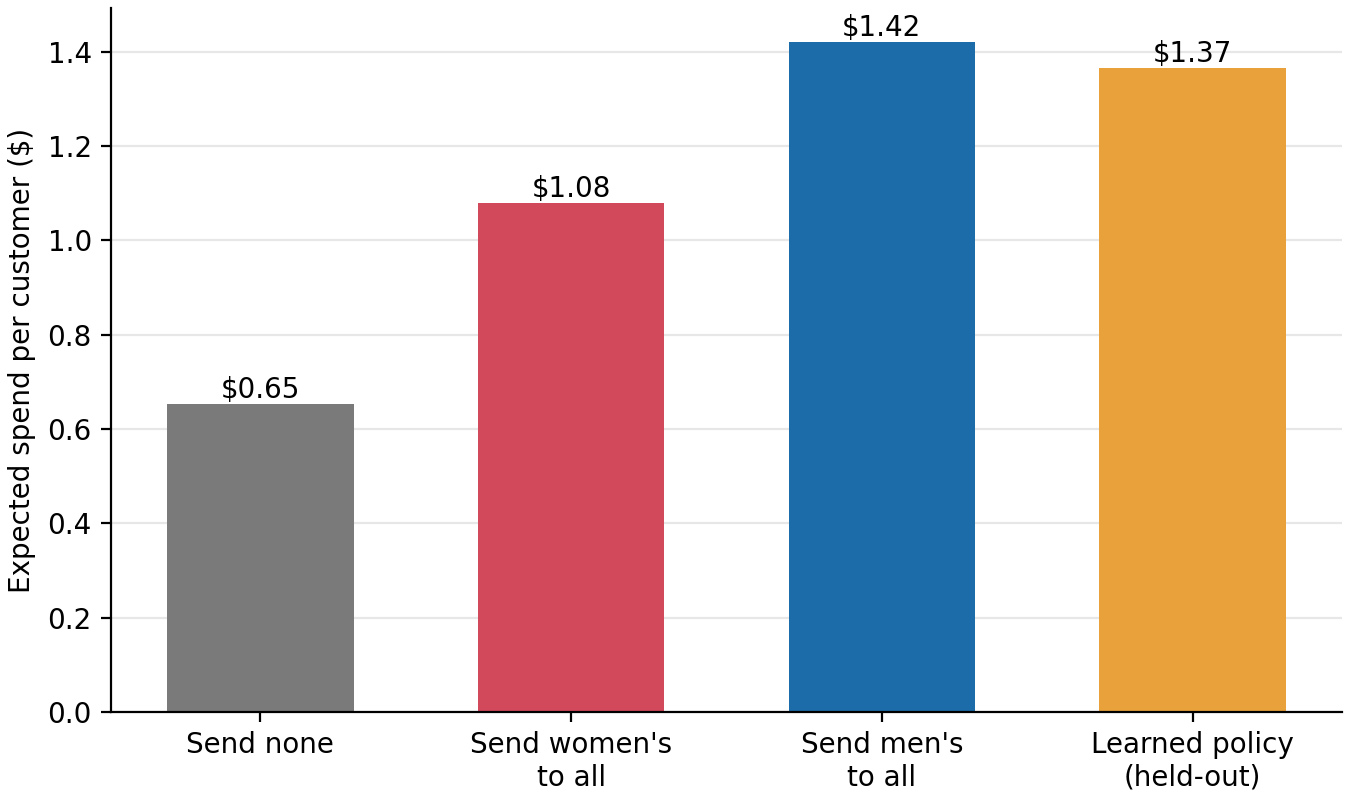 Expected spend per customer ($)
1.4
1.2
1.0
0.8
0.6
0.4
0.2
0.0
$0.65
$1.08
$1.42
$1.37
Send none
Send women's
to all
Send men's
to all
Learned policy
(held-out)